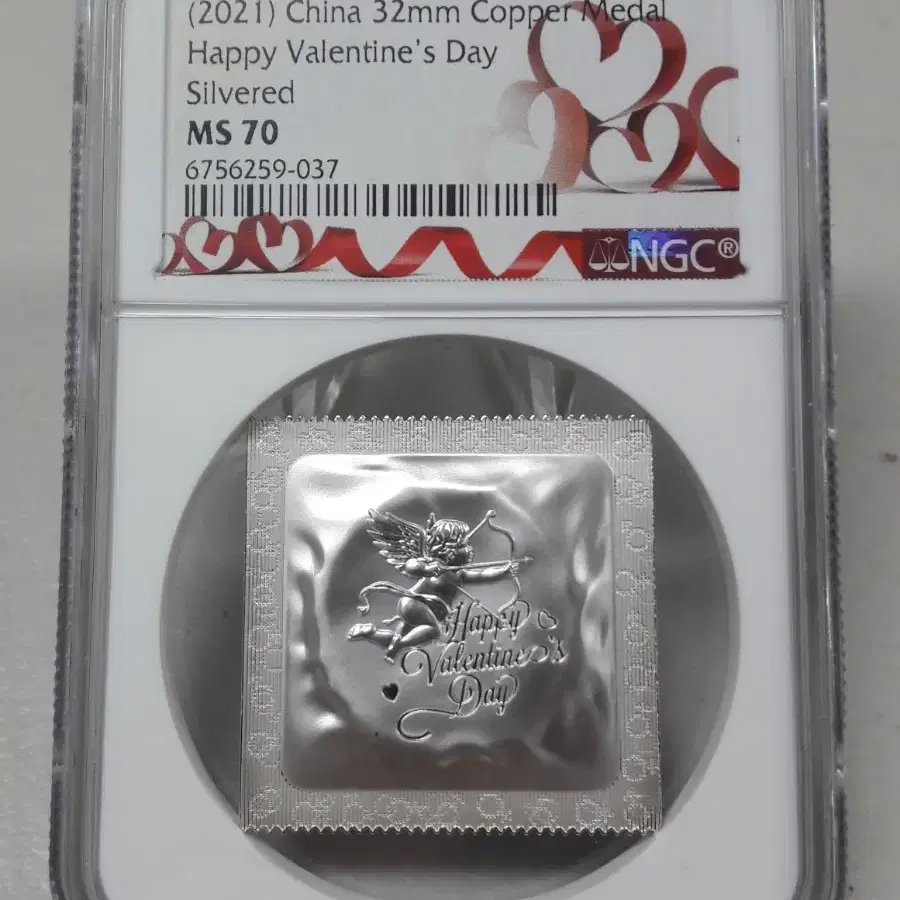 (2021) China 32mm Copper Medal
Happy Valentine's Day
Silvered
MS 70
6756259-037
NGC®
Happy
Valentine's
Day